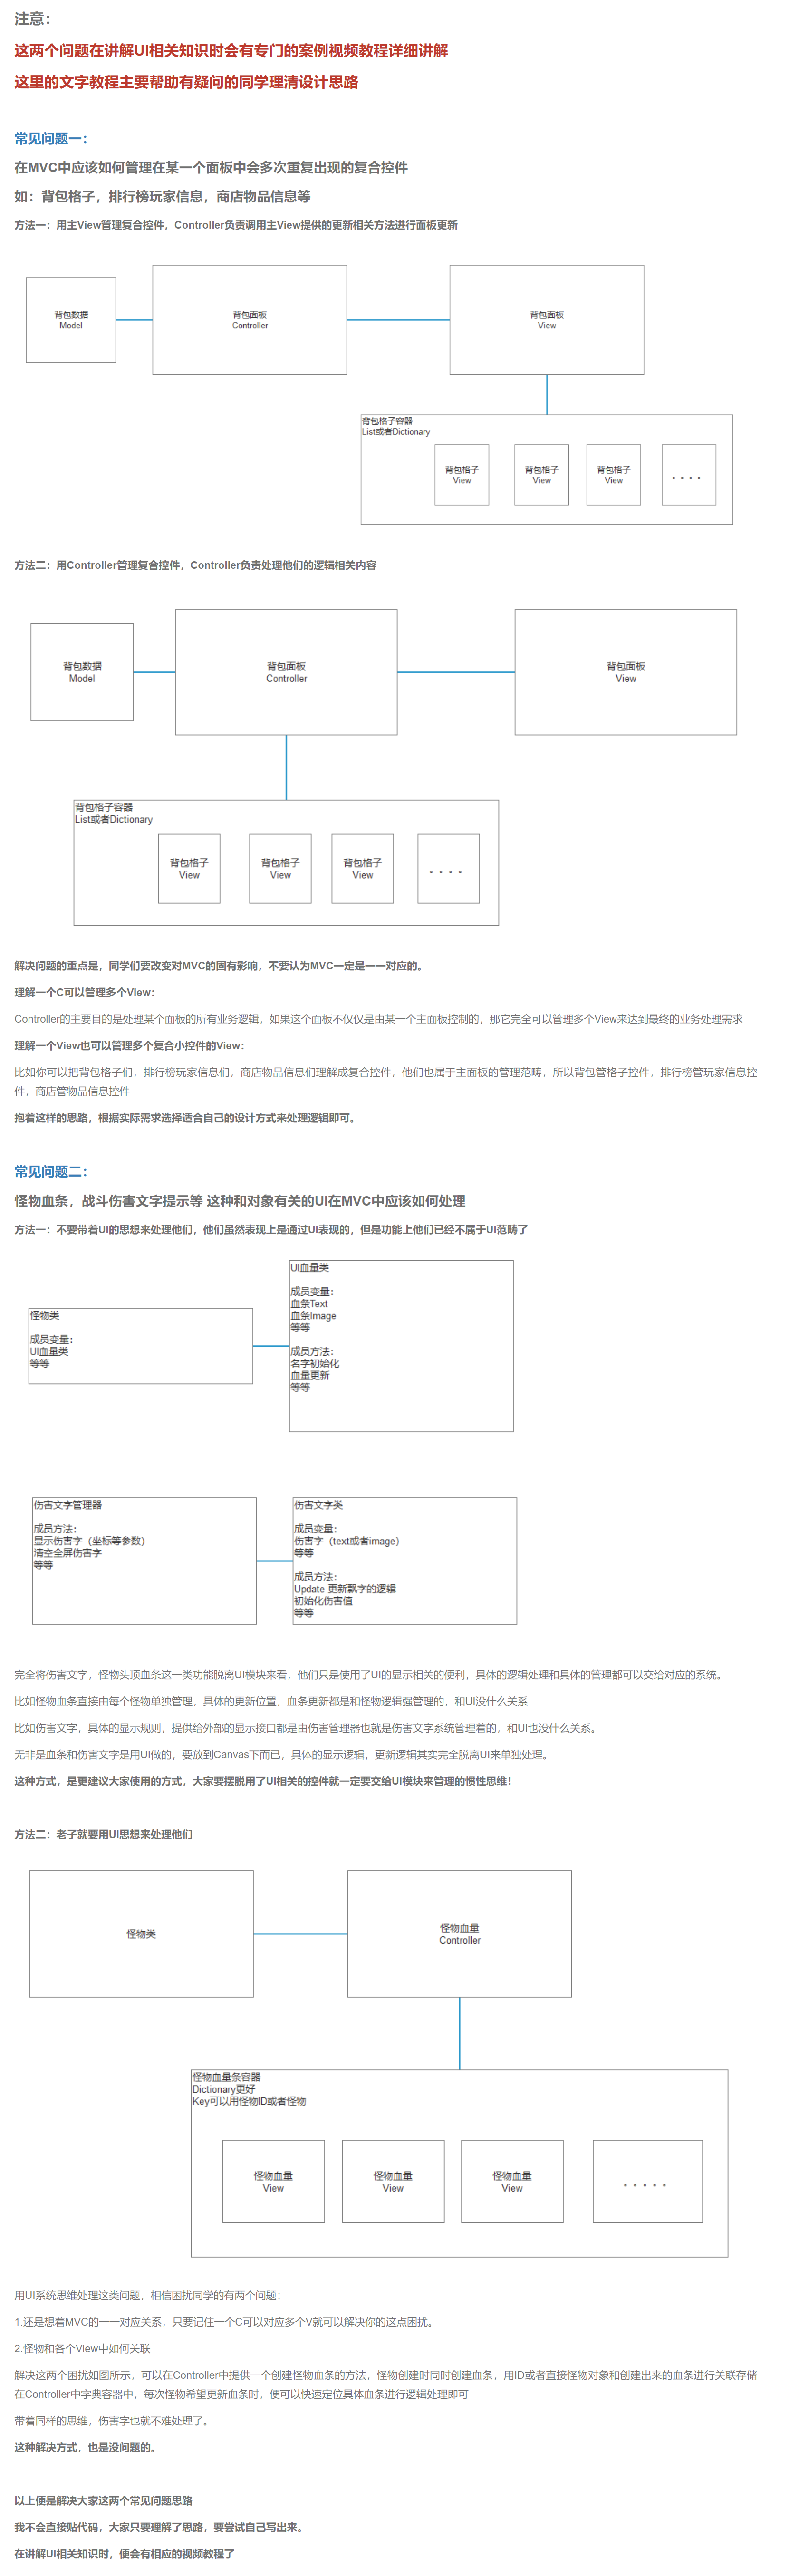 注意：
这两个问题在讲解UI相关知识时会有专门的案例视频教程详细讲解
这里的文字教程主要帮助有疑问的同学理清设计思路
常见问题一：
在MVC中应该如何管理在某一个面板中会多次重复出现的复合控件
如：背包格子，排行榜玩家信息，商店物品信息等
方法一：用主View管理复合控件，Controller负责调用主View提供的更新相关方法进行面板更新
背包数据
Model
背包面板
Controller
背包面板
View
背包格子容器
List或者Dictionary
背包格子
View
背包格子
View
背包格子
View
. . . .
方法二：用Controller管理复合控件，Controller负责处理他们的逻辑相关内容
背包数据
Model
背包面板
Controller
背包面板
View
背包格子容器
List或者Dictionary
背包格子
View
背包格子
View
背包格子
View
. . . .
解决问题的重点是，同学们要改变对MVC的固有影响，不要认为MVC一定是一一对应的。
理解一个C可以管理多个View：
Controller的主要目的是处理某个面板的所有业务逻辑，如果这个面板不仅仅是由某一个主面板控制的，那它完全可以管理多个View来达到最终的业务处理需求
理解一个View也可以管理多个复合小控件的View：
比如你可以把背包格子们，排行榜玩家信息们，商店物品信息们理解成复合控件，他们也属于主面板的管理范畴，所以背包管格子控件，排行榜管玩家信息控
件，商店管物品信息控件
抱着这样的思路，根据实际需求选择适合自己的设计方式来处理逻辑即可。
常见问题二：
怪物血条，战斗伤害文字提示等 这种和对象有关的UI在MVC中应该如何处理
方法一：不要带着UI的思想来处理他们，他们虽然表现上是通过UI表现的，但是功能上他们已经不属于UI范畴了
怪物类
成员变量：
UI血量类
等等
UI血量类
成员变量：
血条Text
血条Image
等等
成员方法：
名字初始化
血量更新
等等
伤害文字管理器
成员方法：
显示伤害字（坐标等参数）
清空全屏伤害字
等等
伤害文字类
成员变量：
伤害字（text或者image）
等等
成员方法：
Update 更新飘字的逻辑
初始化伤害值
等等
完全将伤害文字，怪物头顶血条这一类功能脱离UI模块来看，他们只是使用了UI的显示相关的便利，具体的逻辑处理和具体的管理都可以交给对应的系统。
比如怪物血条直接由每个怪物单独管理，具体的更新位置，血条更新都是和怪物逻辑强管理的，和UI没什么关系
比如伤害文字，具体的显示规则，提供给外部的显示接口都是由伤害管理器也就是伤害文字系统管理着的，和UI也没什么关系。
无非是血条和伤害文字是用UI做的，要放到Canvas下而已，具体的显示逻辑，更新逻辑其实完全脱离UI来单独处理。
这种方式，是更建议大家使用的方式，大家要摆脱用了UI相关的控件就一定要交给UI模块来管理的惯性思维！
方法二：老子就要用UI思想来处理他们
怪物类
怪物血量
Controller
怪物血量条容器
Dictionary更好
Key可以用怪物ID或者怪物
怪物血量
View
怪物血量
View
怪物血量
View
. . . . .
用UI系统思维处理这类问题，相信困扰同学的有两个问题：
1.还是想着MVC的一一对应关系，只要记住一个C可以对应多个V就可以解决你的这点困扰。
2.怪物和各个View中如何关联
解决这两个困扰如图所示，可以在Controller中提供一个创建怪物血条的方法，怪物创建时同时创建血条，用ID或者直接怪物对象和创建出来的血条进行关联存储
在Controller中字典容器中，每次怪物希望更新血条时，便可以快速定位具体血条进行逻辑处理即可
带着同样的思维，伤害字也就不难处理了。
这种解决方式，也是没问题的。
以上便是解决大家这两个常见问题思路
我不会直接贴代码，大家只要理解了思路，要尝试自己写出来。
在讲解UI相关知识时，便会有相应的视频教程了